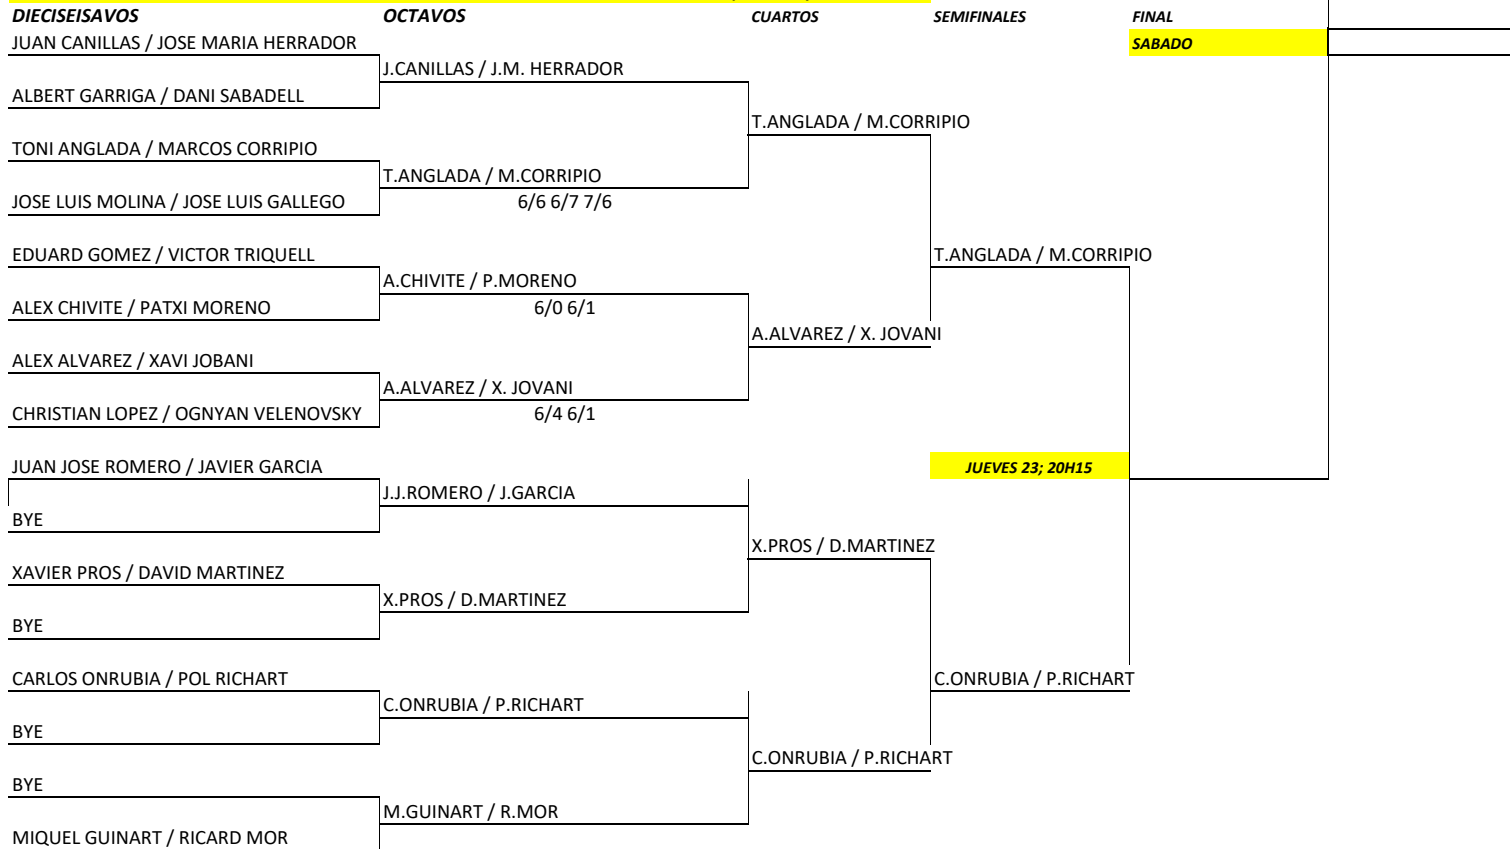 DIECISEISAVOS OCTAVOS CUARTOS SEMIFINALES FINAL
JUAN CANILLAS / JOSE MARIA HERRADOR SABADO
J.CANILLAS / J.M. HERRADOR
ALBERT GARRIGA / DANI SABADELL
T.ANGLADA / M.CORRIPIO
TONI ANGLADA / MARCOS CORRIPIO
T.ANGLADA / M.CORRIPIO
JOSE LUIS MOLINA / JOSE LUIS GALLEGO 6/6 6/7 7/6
EDUARD GOMEZ / VICTOR TRIQUELL T.ANGLADA / M.CORRIPIO
A.CHIVITE / P.MORENO
ALEX CHIVITE / PATXI MORENO 6/0 6/1
A.ALVAREZ / X. JOVANI
ALEX ALVAREZ / XAVI JOBANI
A.ALVAREZ / X. JOVANI
CHRISTIAN LOPEZ / OGNYAN VELENOVSKY 6/4 6/1
JUAN JOSE ROMERO / JAVIER GARCIA JUEVES 23; 20H15
J.J.ROMERO / J.GARCIA
BYE
X.PROS / D.MARTINEZ
XAVIER PROS / DAVID MARTINEZ
X.PROS / D.MARTINEZ
BYE
CARLOS ONRUBIA / POL RICHART C.ONRUBIA / P.RICHART
C.ONRUBIA / P.RICHART
BYE
C.ONRUBIA / P.RICHART
BYE
M.GUINART / R.MOR
MIQUEL GUINART / RICARD MOR